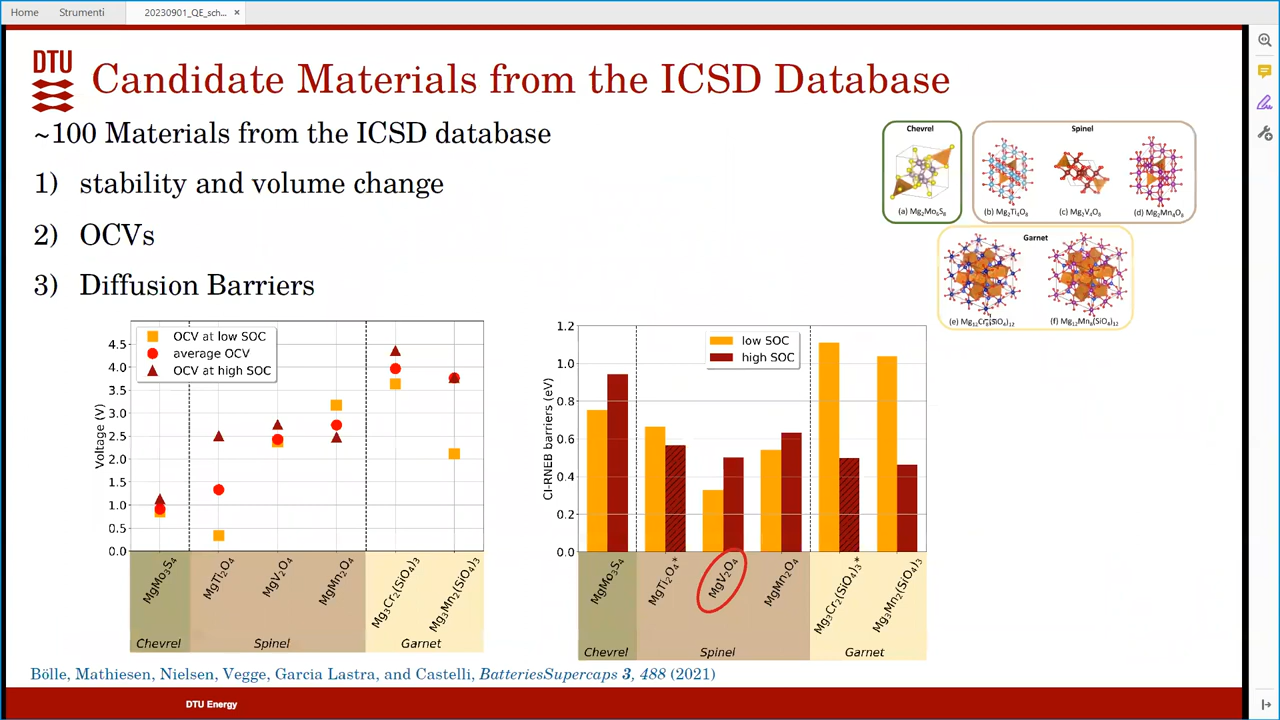 Home Strumenti 20230901_QE_sch... ×
DTU
Candidate Materials from the ICSD Database
~100 Materials from the ICSD database
1) stability and volume change
2) OCVs
3) Diffusion Barriers
Chevrel
(a) Mg₂Mo₆S₈
Spinel
(b) Mg₂Ti₄O₈ (c) Mg₂V₄O₈ (d) Mg₂Mn₄O₈
Garnet
(e) Mg₁₂Cr₈(SiO₄)₁₂ (f) Mg₁₂Mn₈(SiO₄)₁₂
OCV at low SOC
average OCV
OCV at high SOC
Voltage (V)
4.5
4.0
3.5
3.0
2.5
2.0
1.5
1.0
0.5
0.0
MgMo₃S₄ MgTi₂O₄ MgV₂O₄ MgMn₂O₄ Mg₃Cr₂(SiO₄)₃ Mg₃Mn₂(SiO₄)₃
Chevrel Spinel Garnet
low SOC
high SOC
CI-RNEB barriers (eV)
1.2
1.0
0.8
0.6
0.4
0.2
0.0
MgMo₃S₄ MgTi₂O₄* MgV₂O₄ MgMn₂O₄ Mg₃Cr₂(SiO₄)₃* Mg₃Mn₂(SiO₄)₃
Chevrel Spinel Garnet
Bölle, Mathiesen, Nielsen, Vegge, Garcia Lastra, and Castelli, BatteriesSupercaps 3, 488 (2021)
DTU Energy